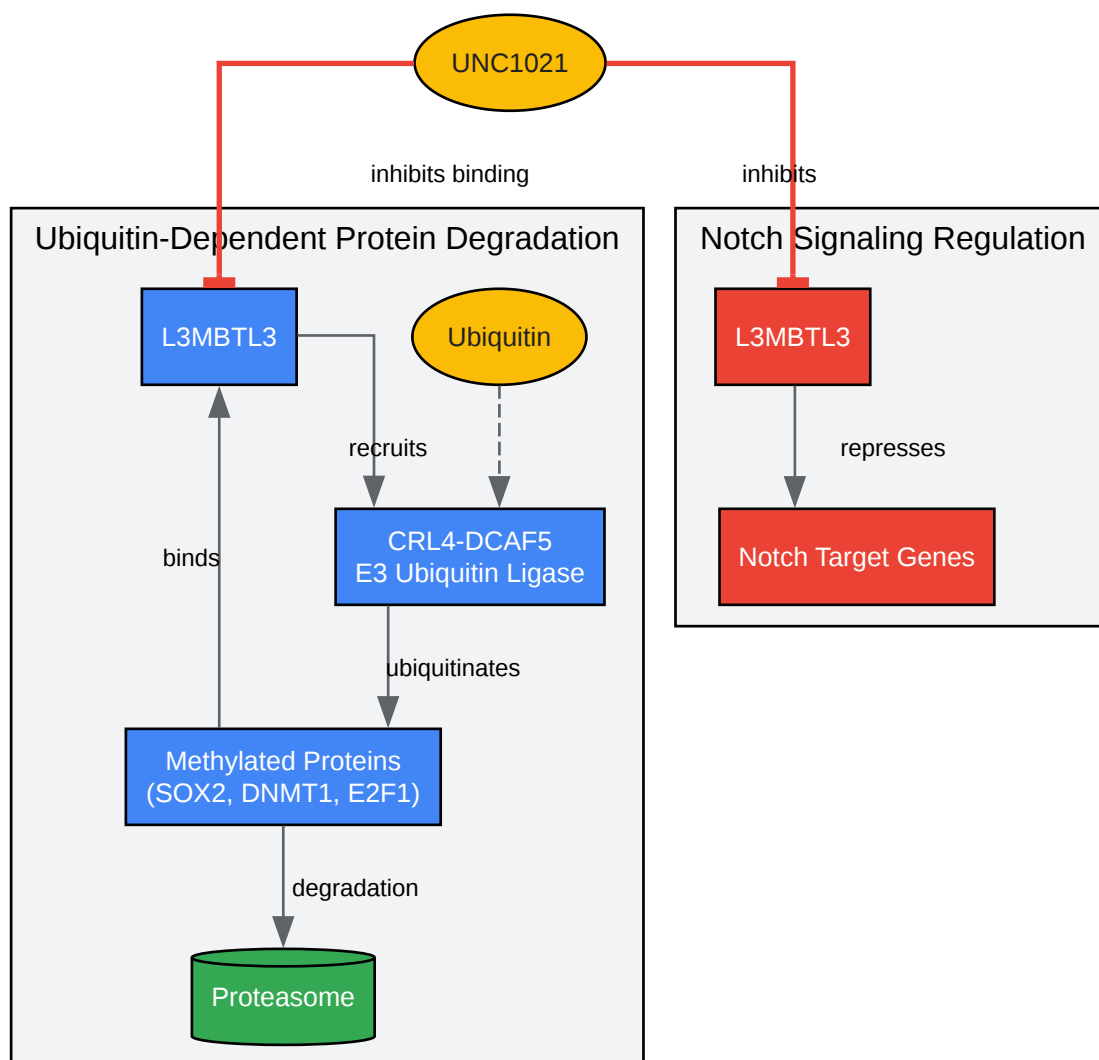 UNC1021
inhibits binding
inhibits
Ubiquitin-Dependent Protein Degradation
L3MBTL3
Ubiquitin
recruits
CRL4-DCAF5
E3 Ubiquitin Ligase
binds
ubiquitinates
Methylated Proteins
(SOX2, DNMT1, E2F1)
degradation
Proteasome
Notch Signaling Regulation
L3MBTL3
represses
Notch Target Genes